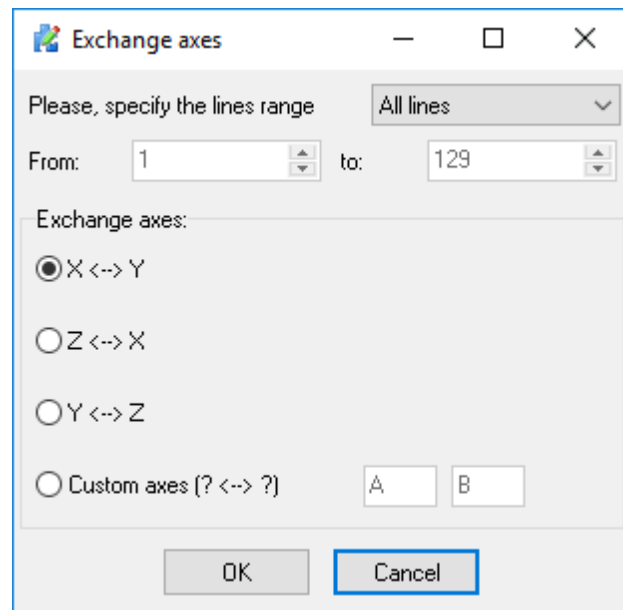 Exchange axes
Please, specify the lines range All lines
From: 1 to: 129
Exchange axes:
X <--> Y
Z <--> X
Y <--> Z
Custom axes (? <--> ?) A B
OK Cancel